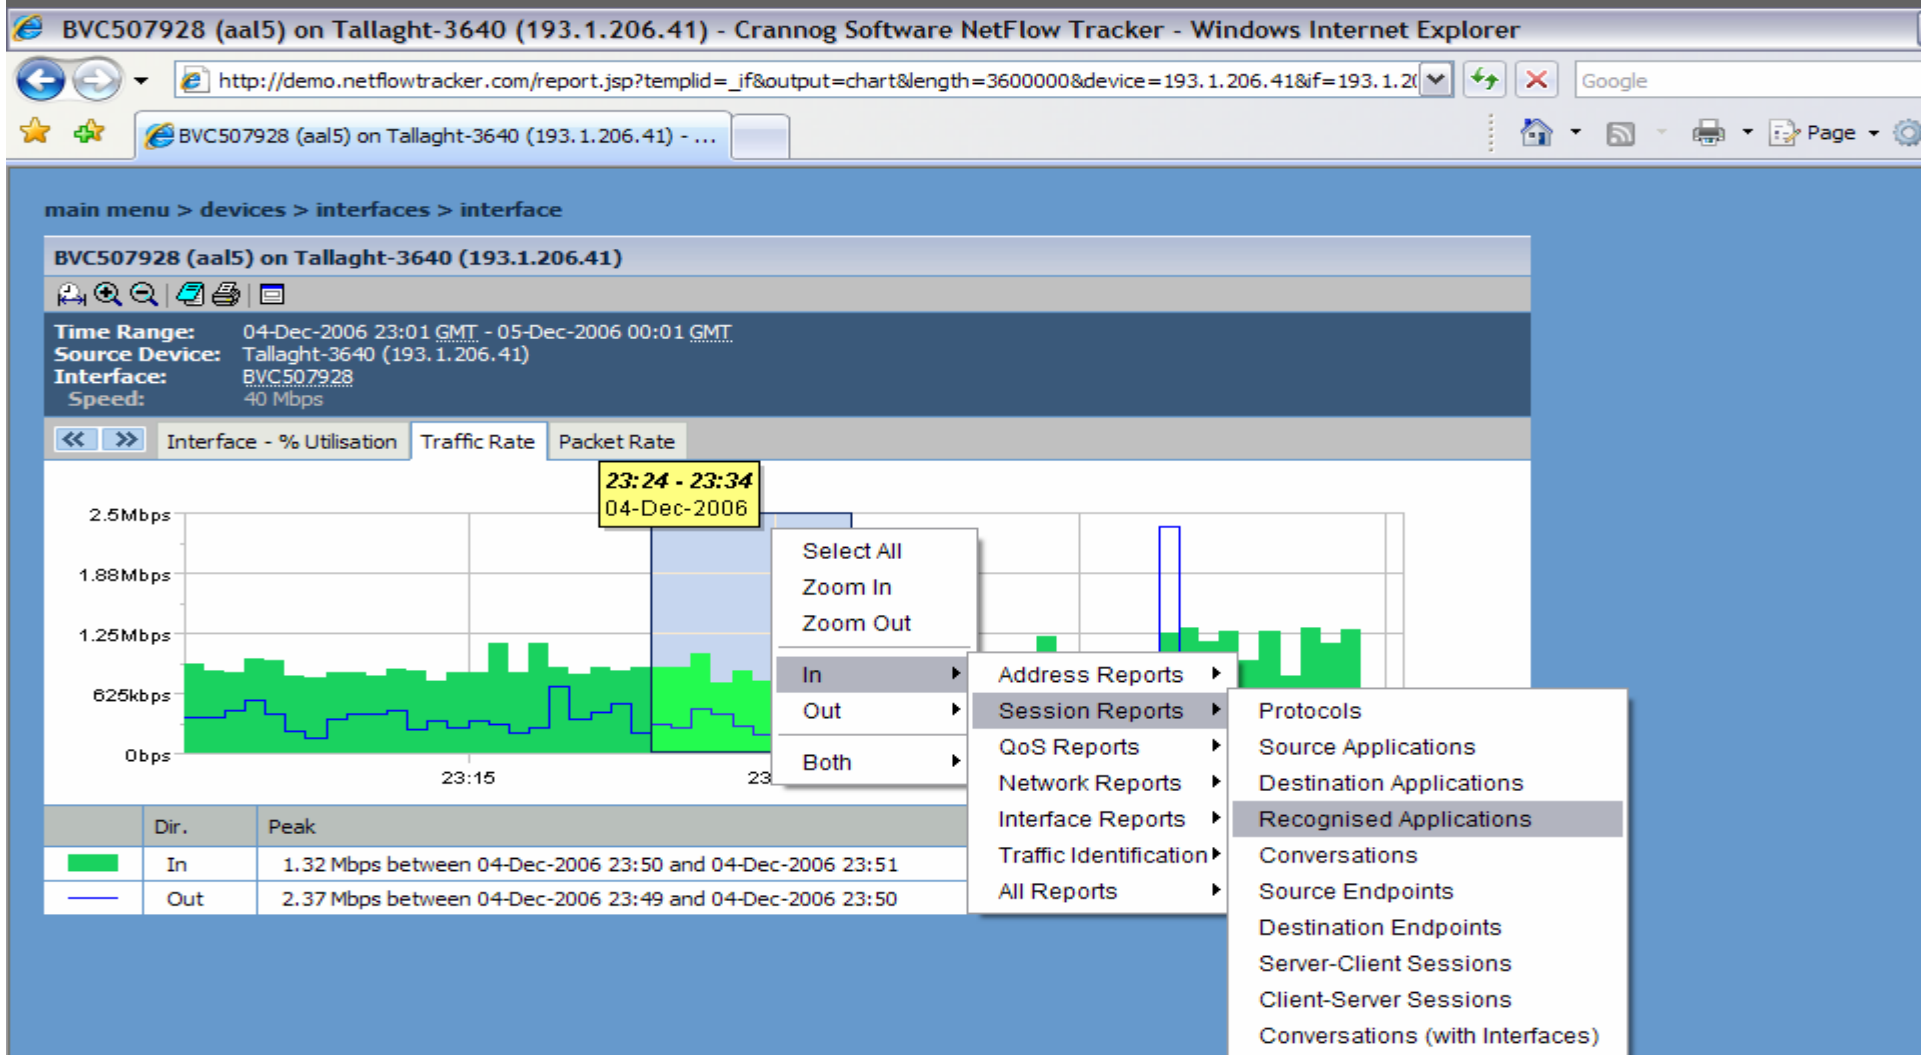 BVC507928 (aal5) on Tallaght-3640 (193.1.206.41) - Crannog Software NetFlow Tracker - Windows Internet Explorer
http://demo.netflowtracker.com/report.jsp?templid=_if&output=chart&length=3600000&device=193.1.206.41&if=193.1.2
Google
BVC507928 (aal5) on Tallaght-3640 (193.1.206.41) - ...
Page
main menu > devices > interfaces > interface
BVC507928 (aal5) on Tallaght-3640 (193.1.206.41)
Time Range: 04-Dec-2006 23:01 GMT - 05-Dec-2006 00:01 GMT
Source Device: Tallaght-3640 (193.1.206.41)
Interface: BVC507928
Speed: 40 Mbps
Interface - % Utilisation Traffic Rate Packet Rate
23:24 - 23:34
04-Dec-2006
2.5Mbps
1.88Mbps
1.25Mbps
625kbps
0bps
23:15
23
Select All
Zoom In
Zoom Out
In
Out
Both
Address Reports
Session Reports
QoS Reports
Network Reports
Interface Reports
Traffic Identification
All Reports
Protocols
Source Applications
Destination Applications
Recognised Applications
Conversations
Source Endpoints
Destination Endpoints
Server-Client Sessions
Client-Server Sessions
Conversations (with Interfaces)
Dir. Peak
In 1.32 Mbps between 04-Dec-2006 23:50 and 04-Dec-2006 23:51
Out 2.37 Mbps between 04-Dec-2006 23:49 and 04-Dec-2006 23:50